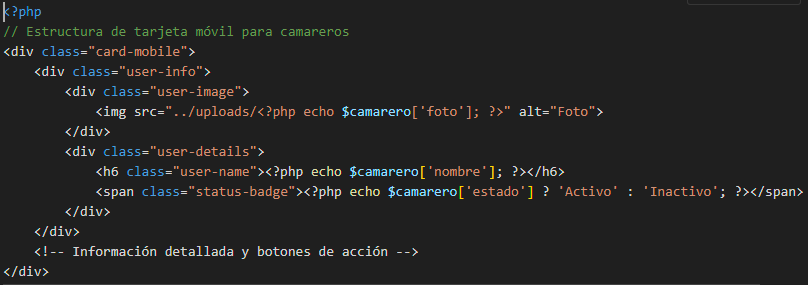 <?php
// Estructura de tarjeta móvil para camareros
<div class="card-mobile">
    <div class="user-info">
        <div class="user-image">
            <img src="../uploads/<?php echo $camarero['foto']; ?>" alt="Foto">
        </div>
        <div class="user-details">
            <h6 class="user-name"><?php echo $camarero['nombre']; ?></h6>
            <span class="status-badge"><?php echo $camarero['estado'] ? 'Activo' : 'Inactivo'; ?></span>
        </div>
    </div>
    <!-- Información detallada y botones de acción -->
</div>